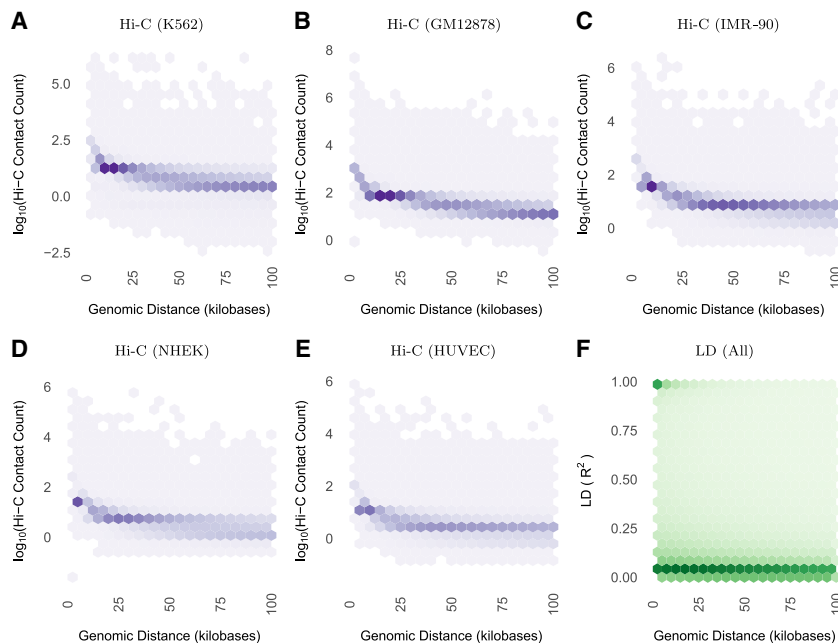 A Hi-C (K562)
log10(Hi−C Contact Count)
5.0
2.5
0.0
−2.5
0 25 50 75 100
Genomic Distance (kilobases)
B Hi-C (GM12878)
log10(Hi−C Contact Count)
8
6
4
2
0
0 25 50 75 100
Genomic Distance (kilobases)
C Hi-C (IMR-90)
log10(Hi−C Contact Count)
6
4
2
0
0 25 50 75 100
Genomic Distance (kilobases)
D Hi-C (NHEK)
log10(Hi−C Contact Count)
6
4
2
0
0 25 50 75 100
Genomic Distance (kilobases)
E Hi-C (HUVEC)
log10(Hi−C Contact Count)
6
4
2
0
0 25 50 75 100
Genomic Distance (kilobases)
F LD (All)
LD ( R² )
1.00
0.75
0.50
0.25
0.00
0 25 50 75 100
Genomic Distance (kilobases)